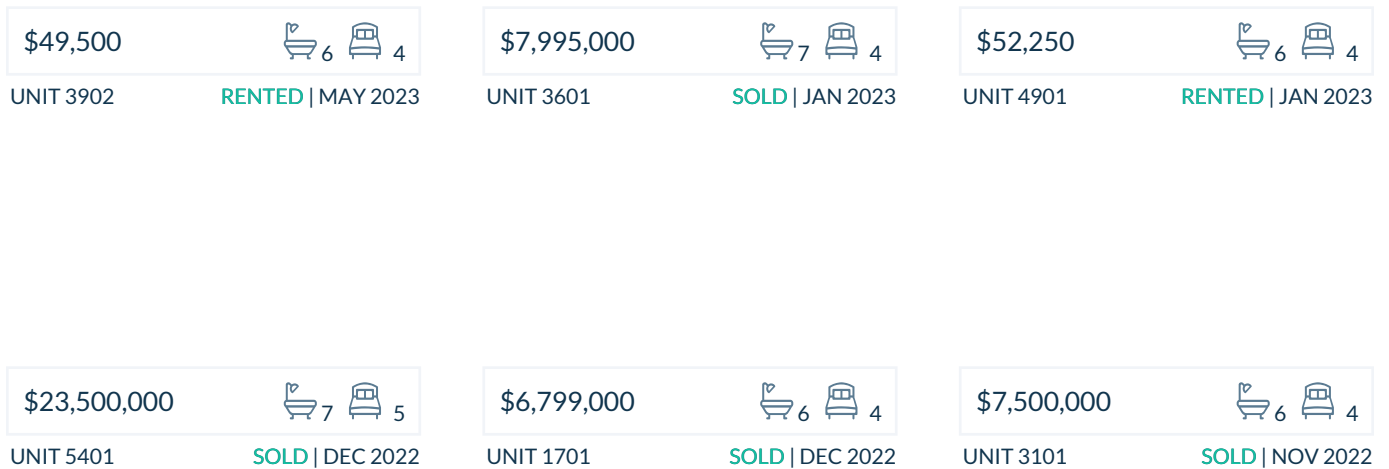 $49,500 6 4
UNIT 3902 RENTED | MAY 2023
$7,995,000 7 4
UNIT 3601 SOLD | JAN 2023
$52,250 6 4
UNIT 4901 RENTED | JAN 2023
$23,500,000 7 5
UNIT 5401 SOLD | DEC 2022
$6,799,000 6 4
UNIT 1701 SOLD | DEC 2022
$7,500,000 6 4
UNIT 3101 SOLD | NOV 2022